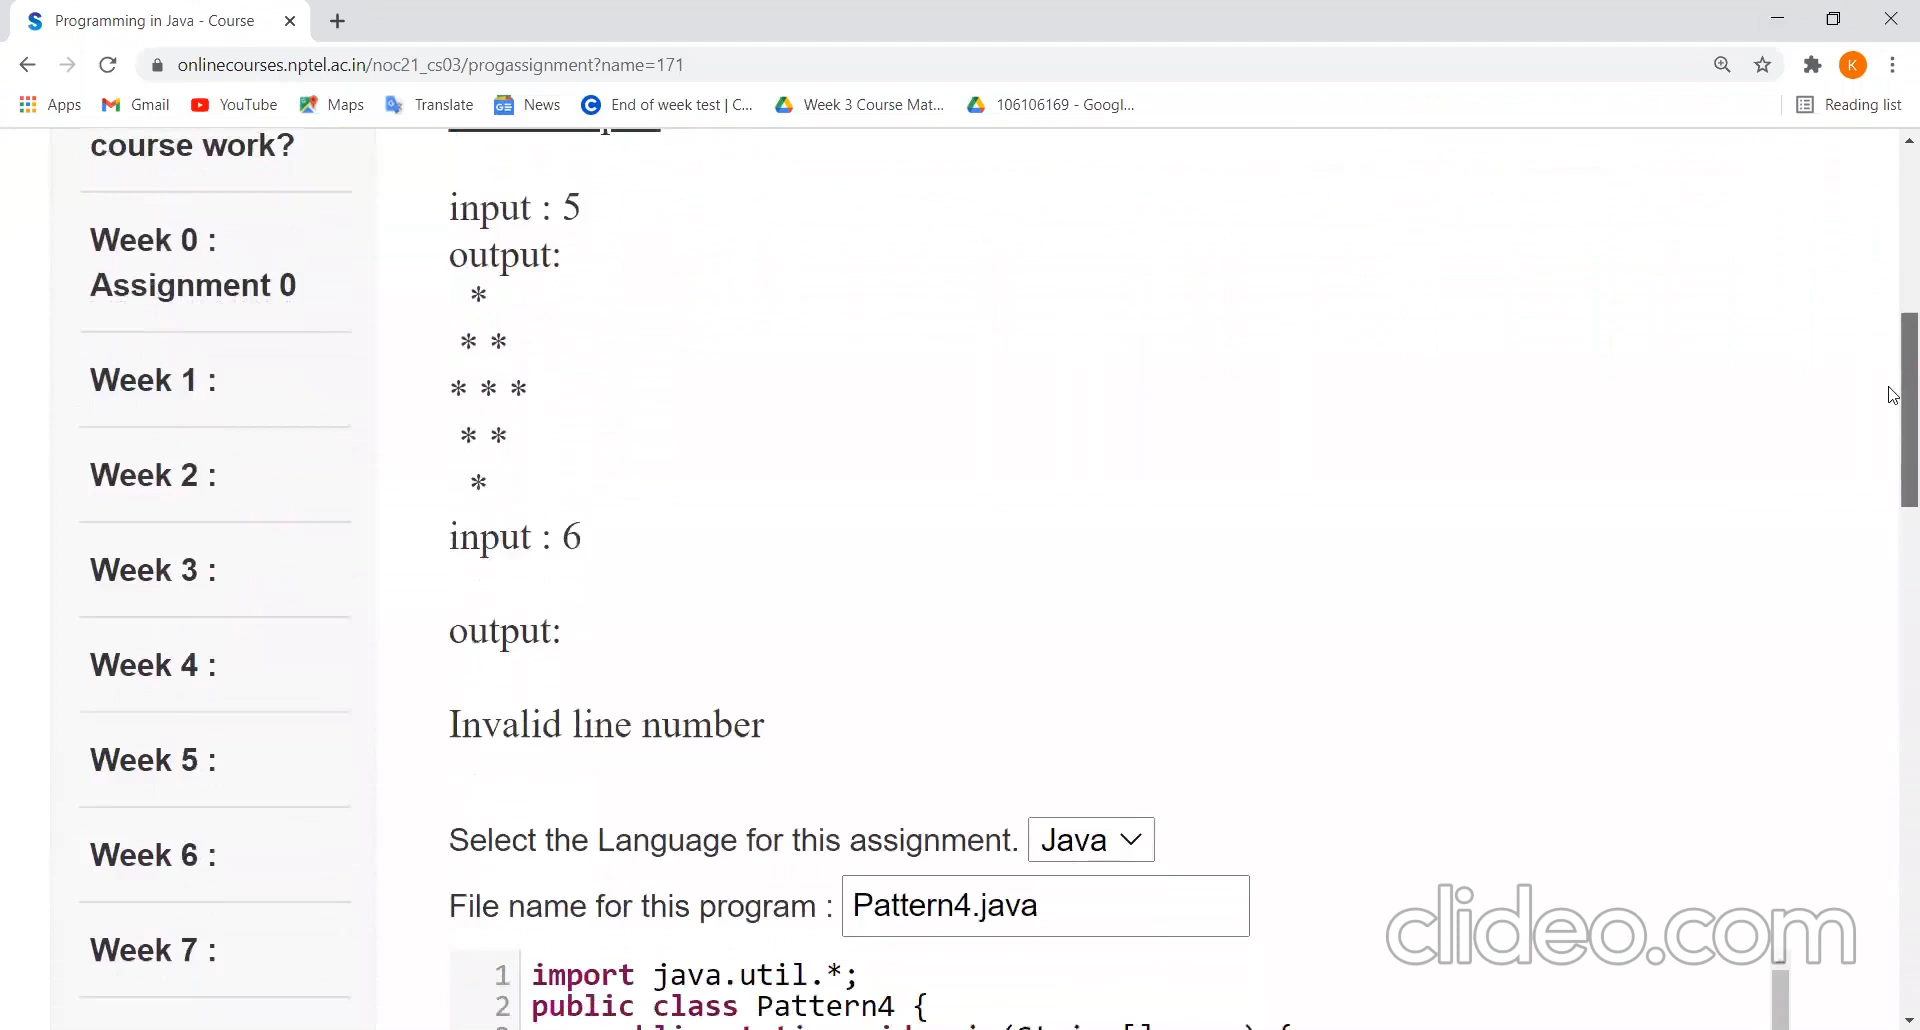 Programming in Java - Course
onlinecourses.nptel.ac.in/noc21_cs03/progassignment?name=171
K
Apps Gmail YouTube Maps Translate News End of week test | C... Week 3 Course Mat... 106106169 - Googl... Reading list
course work?
Week 0 :
Assignment 0
Week 1 :
Week 2 :
Week 3 :
Week 4 :
Week 5 :
Week 6 :
Week 7 :
input : 5
output:
*
* *
* * *
* *
*
input : 6
output:
Invalid line number
Select the Language for this assignment. Java
File name for this program : Pattern4.java
1 import java.util.*;
2 public class Pattern4 {
clideo.com